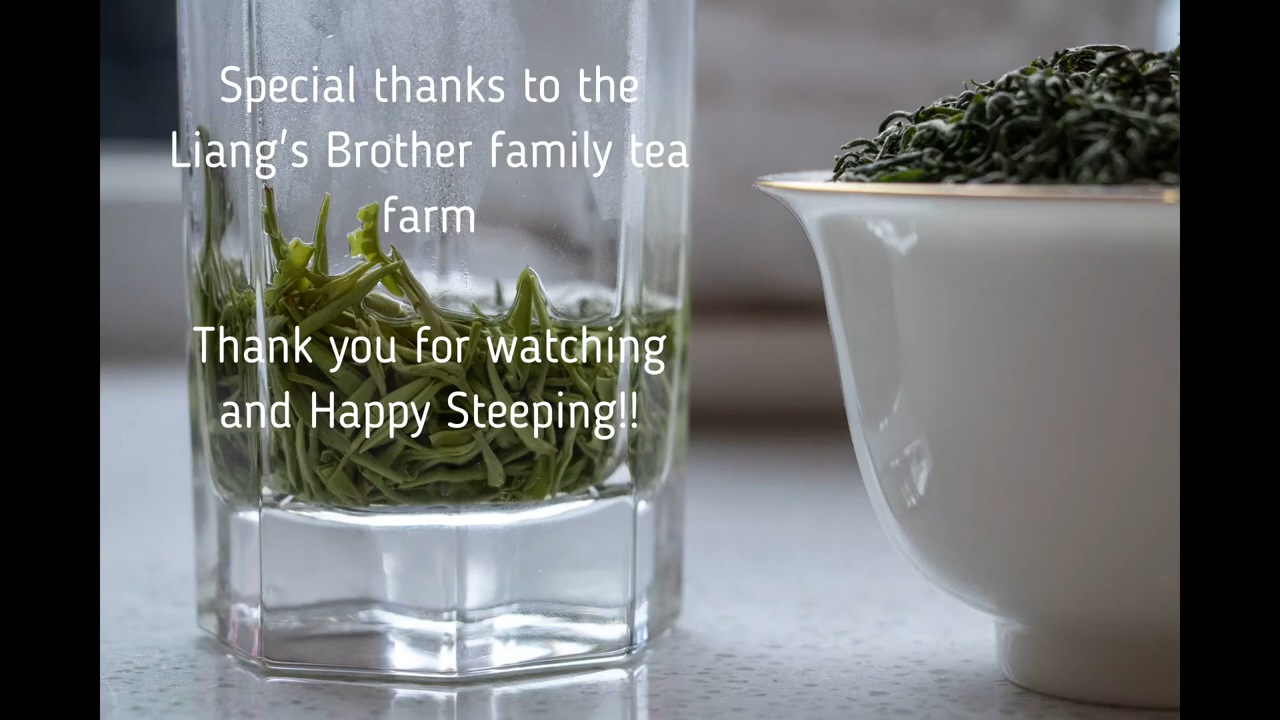 Special thanks to the
Liang's Brother family tea
farm
Thank you for watching
and Happy Steeping!!